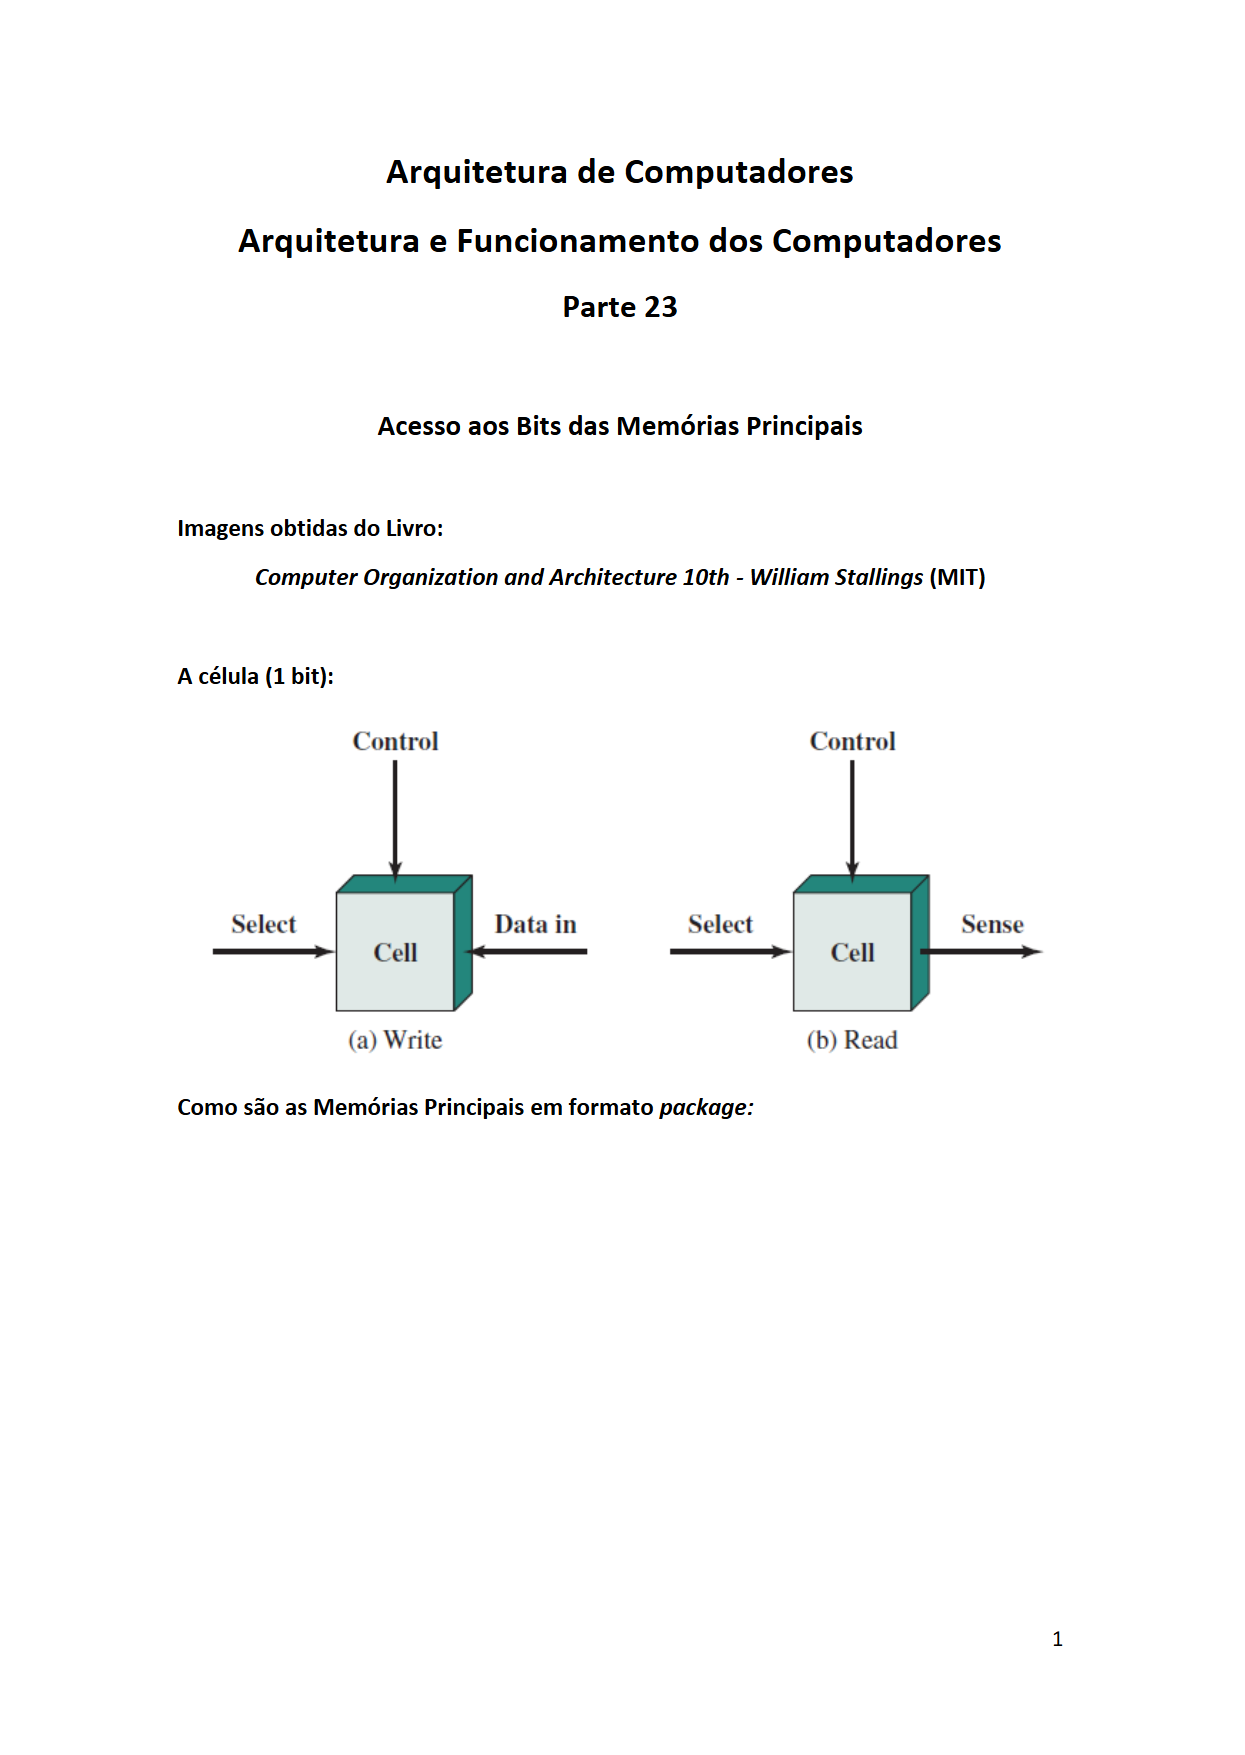 Arquitetura de Computadores
Arquitetura e Funcionamento dos Computadores
Parte 23
Acesso aos Bits das Memórias Principais
Imagens obtidas do Livro:
Computer Organization and Architecture 10th - William Stallings (MIT)
A célula (1 bit):
Control
Control
Select
Cell
Data in
Select
Cell
Sense
(a) Write
(b) Read
Como são as Memórias Principais em formato package:
1